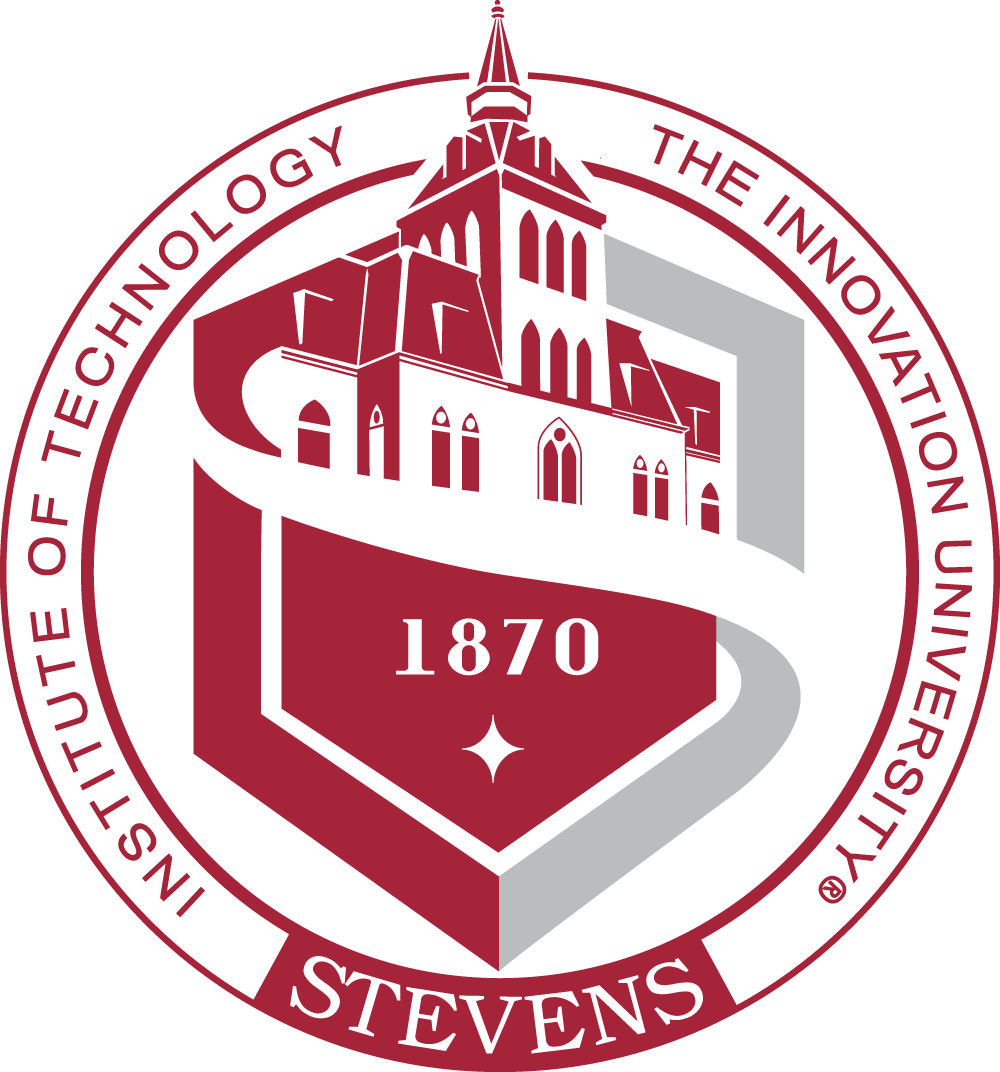 INSTITUTE OF TECHNOLOGY
THE INNOVATION UNIVERSITY®
1870
STEVENS